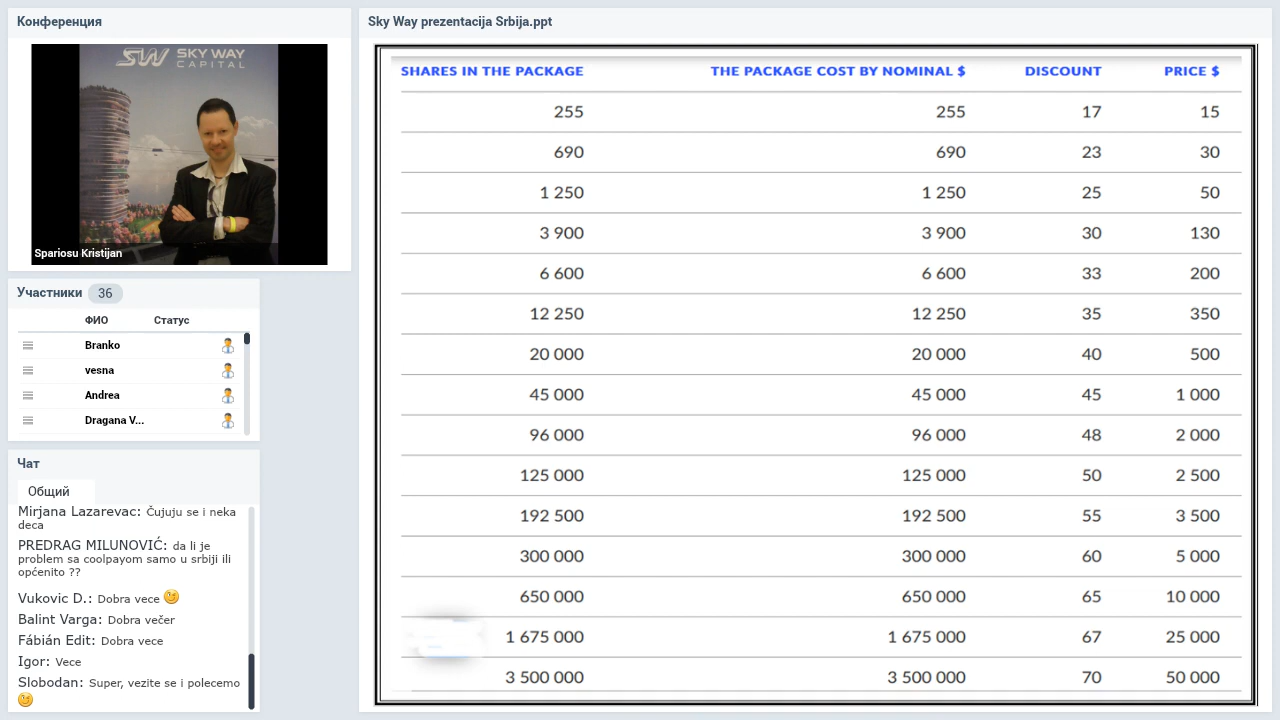 Конференция
SW SKY WAY
CAPITAL
Spariosu Kristijan
Участники 36
ФИО Статус
Branko
vesna
Andrea
Dragana V...
Чат
Общий
Mirjana Lazarevac: Čujuju se i neka
deca
PREDRAG MILUNOVIĆ: da li je
problem sa coolpayom samo u srbiji ili
općenito ??
Vukovic D.: Dobra vece
Balint Varga: Dobra večer
Fábián Edit: Dobra vece
Igor: Vece
Slobodan: Super, vezite se i polecemo
Sky Way prezentacija Srbija.ppt
SHARES IN THE PACKAGE THE PACKAGE COST BY NOMINAL $ DISCOUNT PRICE $
255 255 17 15
690 690 23 30
1 250 1 250 25 50
3 900 3 900 30 130
6 600 6 600 33 200
12 250 12 250 35 350
20 000 20 000 40 500
45 000 45 000 45 1 000
96 000 96 000 48 2 000
125 000 125 000 50 2 500
192 500 192 500 55 3 500
300 000 300 000 60 5 000
650 000 650 000 65 10 000
1 675 000 1 675 000 67 25 000
3 500 000 3 500 000 70 50 000